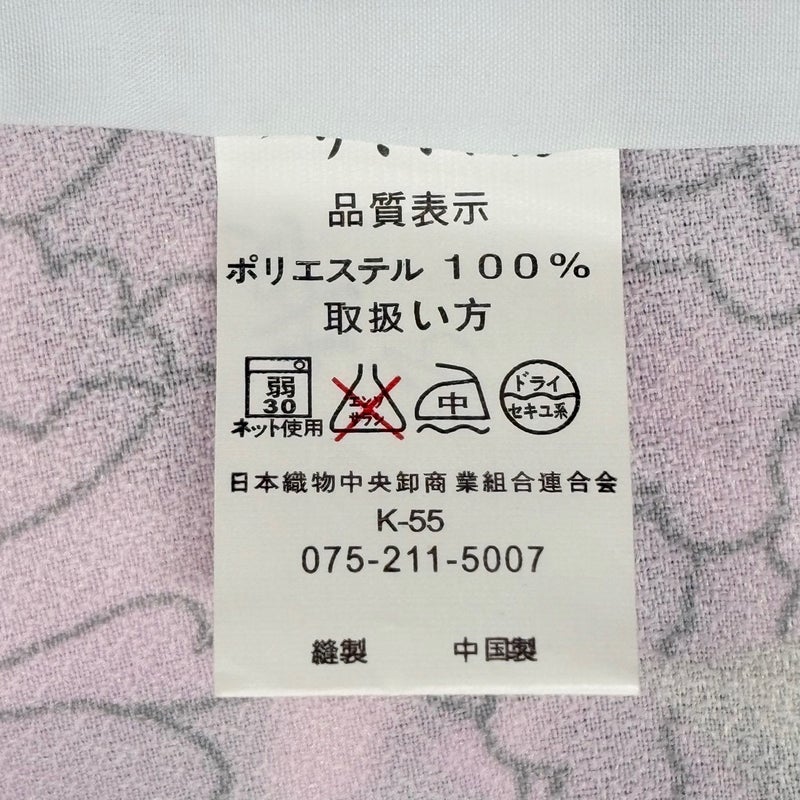 品質表示
ポリエステル 100%
取扱い方
弱
30
ネット使用
エンソ
サラシ
中
ドライ
セキユ系
日本織物中央卸商業組合連合会
K-55
075-211-5007
縫製 中国製